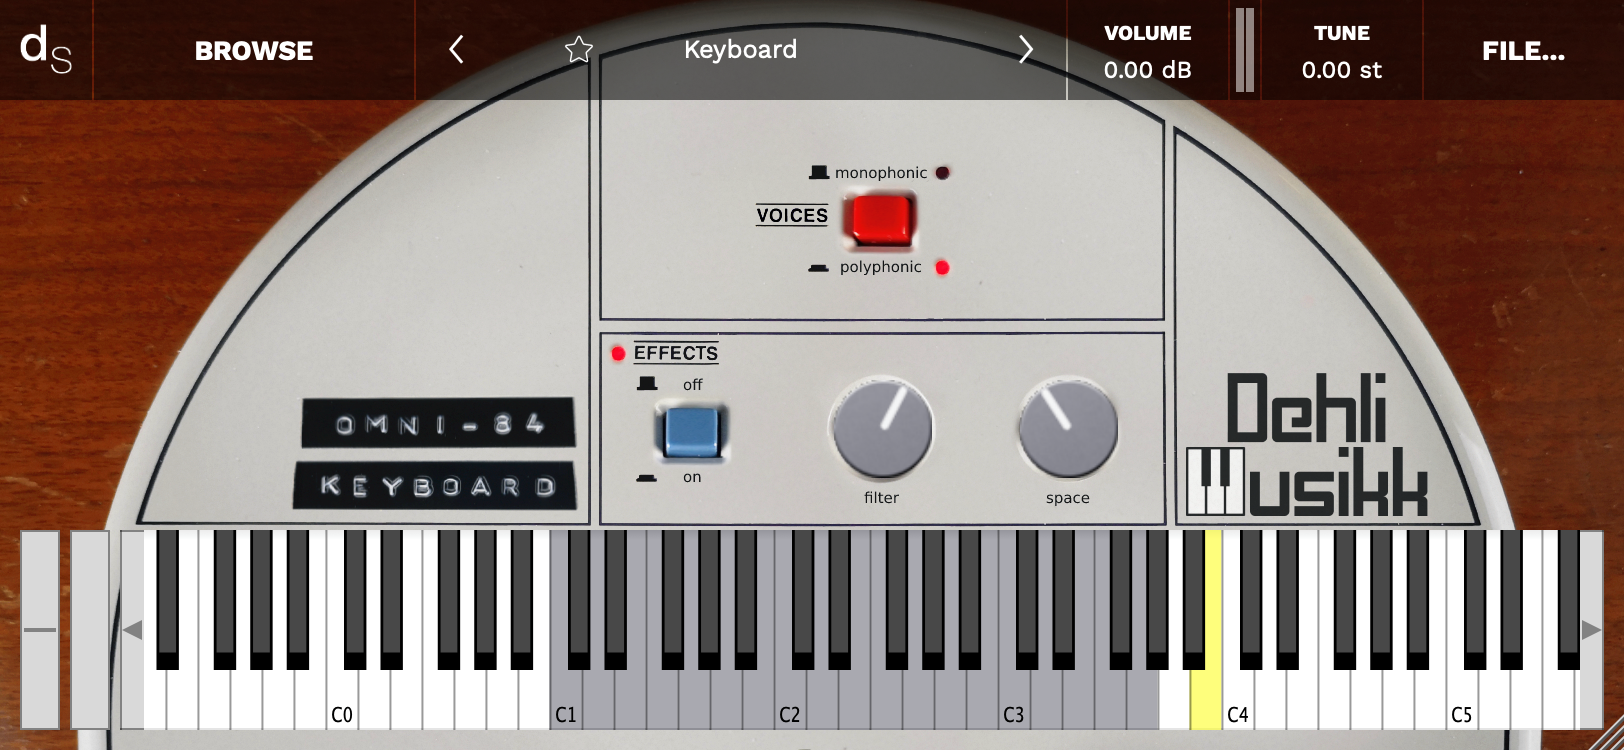 ds
BROWSE
Keyboard
VOLUME
0.00 dB
TUNE
0.00 st
FILE...
monophonic
VOICES
polyphonic
EFFECTS
off
on
filter
space
OMNI-84
KEYBOARD
Dehli
Musikk
C0 C1 C2 C3 C4 C5